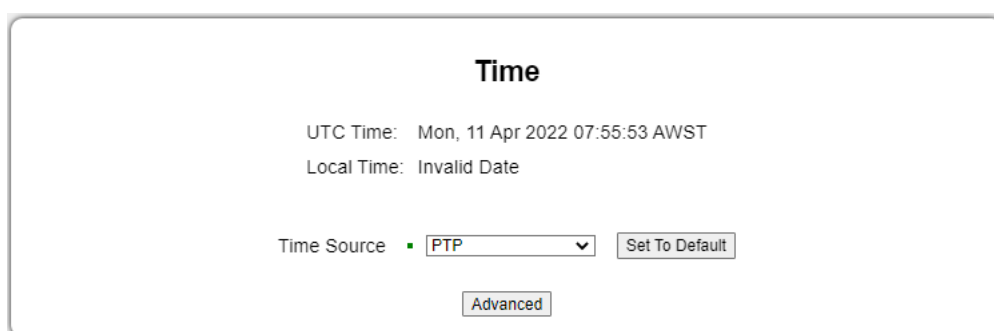 Time
UTC Time: Mon, 11 Apr 2022 07:55:53 AWST
Local Time: Invalid Date
Time Source PTP Set To Default
Advanced